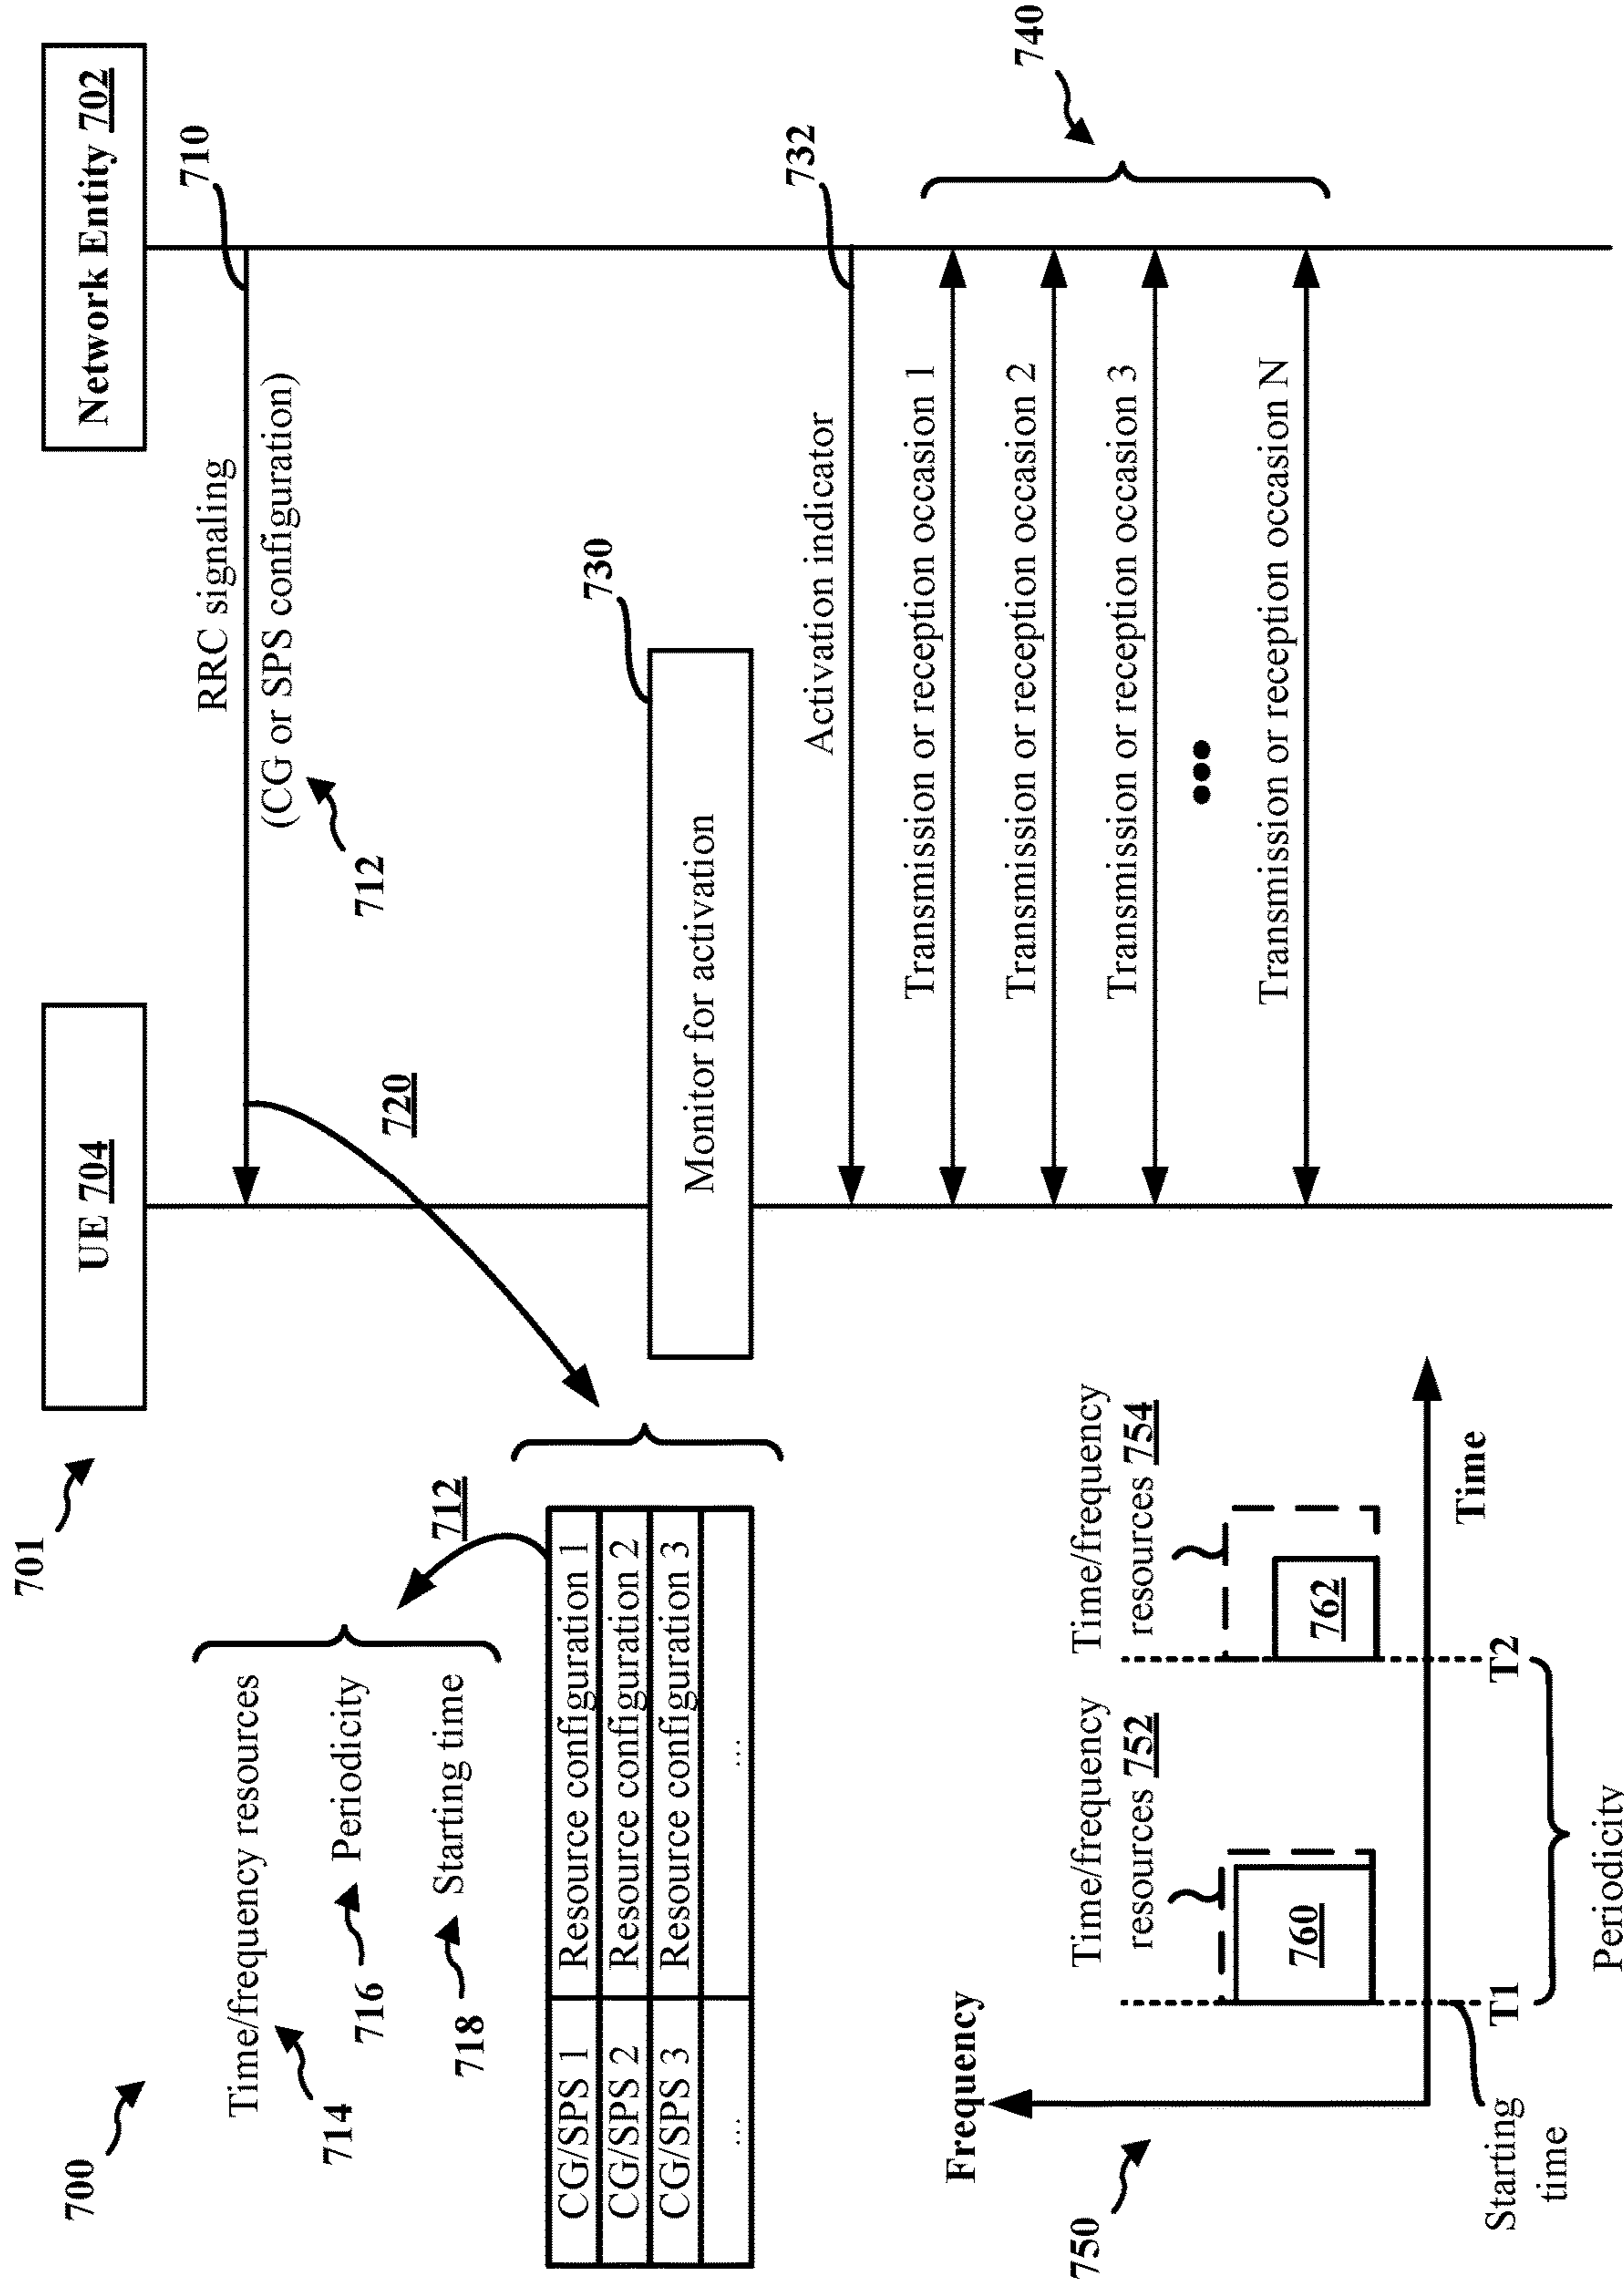 700
701
UE 704
Network Entity 702
710
RRC signaling
(CG or SPS configuration)
712
720
Time/frequency resources
714
716
Periodicity
718
Starting time
712
CG/SPS 1 Resource configuration 1
CG/SPS 2 Resource configuration 2
CG/SPS 3 Resource configuration 3
... ...
730
Monitor for activation
732
Activation indicator
Transmission or reception occasion 1
Transmission or reception occasion 2
Transmission or reception occasion 3
Transmission or reception occasion N
740
750
Frequency
Time/frequency
resources 752
Time/frequency
resources 754
760
762
Time
T1
T2
Starting
time
Periodicity